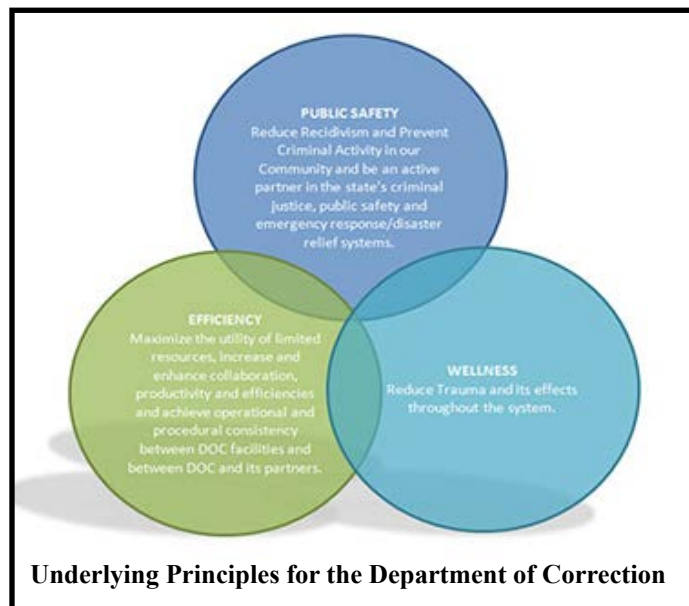 PUBLIC SAFETY
Reduce Recidivism and Prevent
Criminal Activity in our
Community and be an active
partner in the state's criminal
justice, public safety and
emergency response/disaster
relief systems.
EFFICIENCY
Maximize the utility of limited
resources, increase and
enhance collaboration,
productivity and efficiencies
and achieve operational and
procedural consistency
between DOC facilities and
between DOC and its partners.
WELLNESS
Reduce Trauma and its effects
throughout the system.
Underlying Principles for the Department of Correction